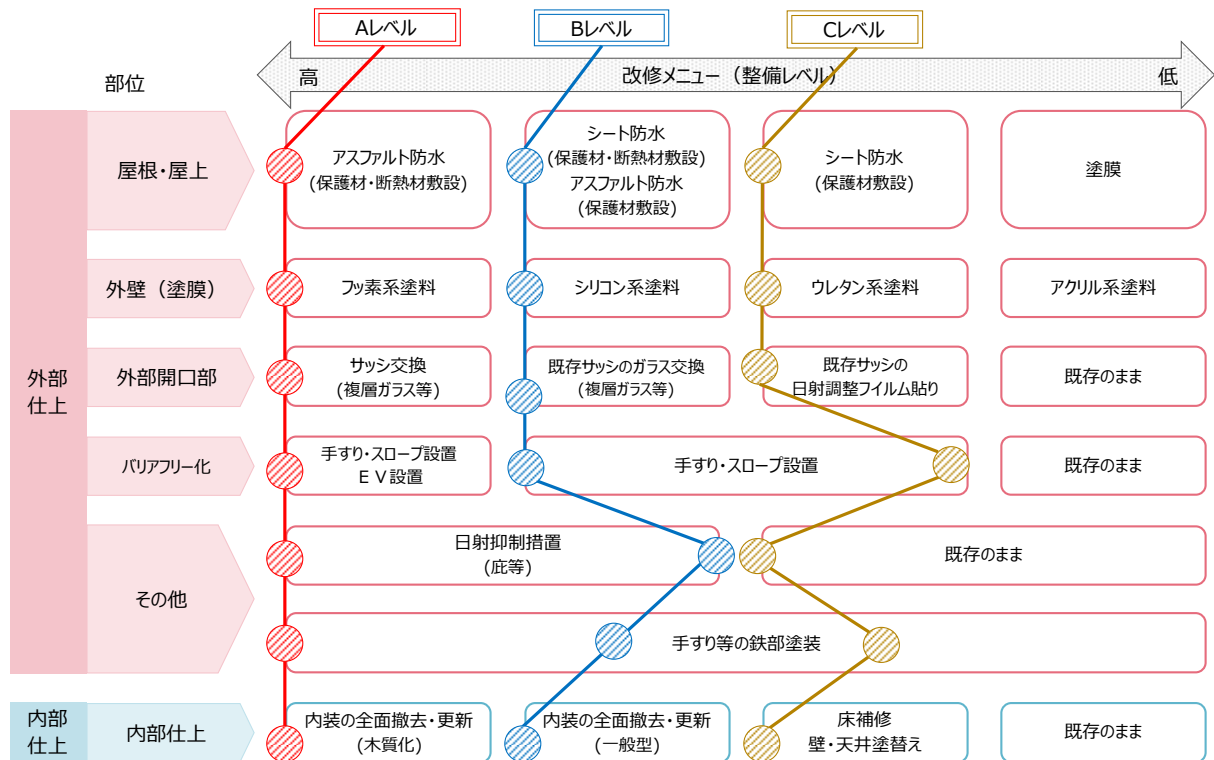 Aレベル
Bレベル
Cレベル
部位
高
改修メニュー（整備レベル）
低
外部
仕上
屋根・屋上
アスファルト防水
(保護材・断熱材敷設)
シート防水
(保護材・断熱材敷設)
アスファルト防水
(保護材敷設)
シート防水
(保護材敷設)
塗膜
外壁（塗膜）
フッ素系塗料
シリコン系塗料
ウレタン系塗料
アクリル系塗料
外部開口部
サッシ交換
(複層ガラス等)
既存サッシのガラス交換
(複層ガラス等)
既存サッシの
日射調整フイルム貼り
既存のまま
バリアフリー化
手すり・スロープ設置
ＥＶ設置
手すり・スロープ設置
既存のまま
その他
日射抑制措置
(庇等)
既存のまま
手すり等の鉄部塗装
内部
仕上
内部仕上
内装の全面撤去・更新
(木質化)
内装の全面撤去・更新
(一般型)
床補修
壁・天井塗替え
既存のまま